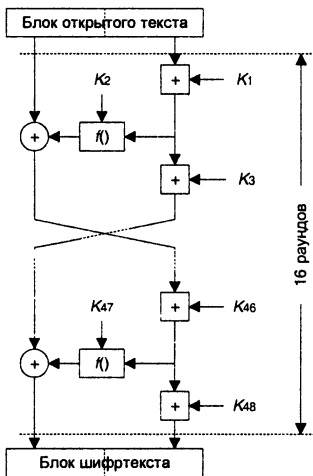 Блок открытого текста
K2
K1
+
+
f()
+
K3
16 раундов
K47
K46
+
+
f()
+
K48
Блок шифртекста